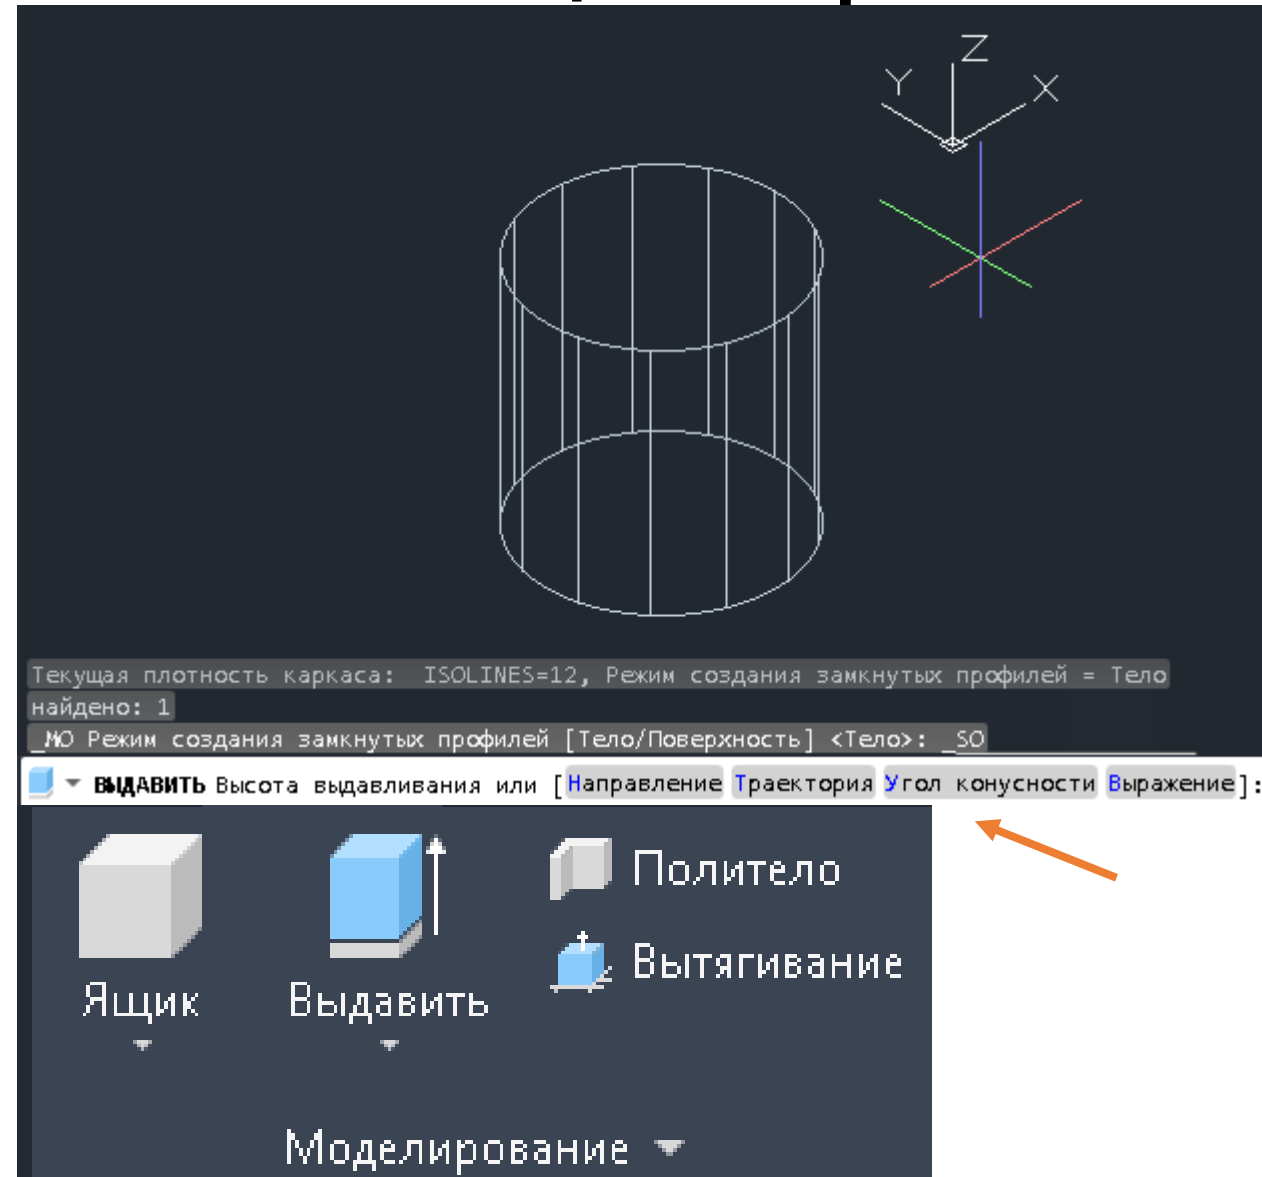 Z
Y
X
Текущая плотность каркаса:  ISOLINES=12, Режим создания замкнутых профилей = Тело
найдено: 1
_MO Режим создания замкнутых профилей [Тело/Поверхность] <Тело>: _SO
ВЫДАВИТЬ Высота выдавливания или [Направление Траектория Угол конусности Выражение]:
Политело
Вытягивание
Ящик
Выдавить
Моделирование